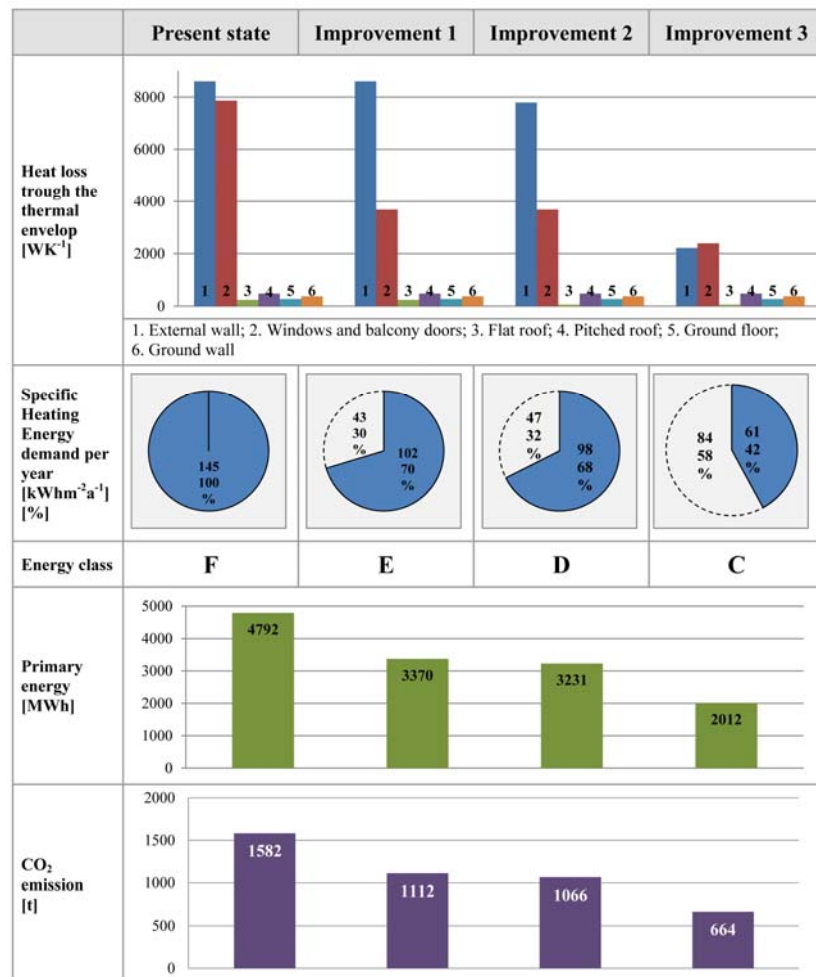 Present state Improvement 1 Improvement 2 Improvement 3
Heat loss
trough the
thermal
envelop
[WK⁻¹]
8000
6000
4000
2000
0
1 2 3 4 5 6 1 2 3 4 5 6 1 2 3 4 5 6 1 2 3 4 5 6
1. External wall; 2. Windows and balcony doors; 3. Flat roof; 4. Pitched roof; 5. Ground floor;
6. Ground wall
Specific
Heating
Energy
demand per
year
[kWhm⁻²a⁻¹]
[%]
145
100
%
43
30
%
102
70
%
47
32
%
98
68
%
84
58
%
61
42
%
Energy class F E D C
Primary
energy
[MWh]
5000
4000
3000
2000
1000
0
4792
3370
3231
2012
CO₂
emission
[t]
2000
1500
1000
500
0
1582
1112
1066
664